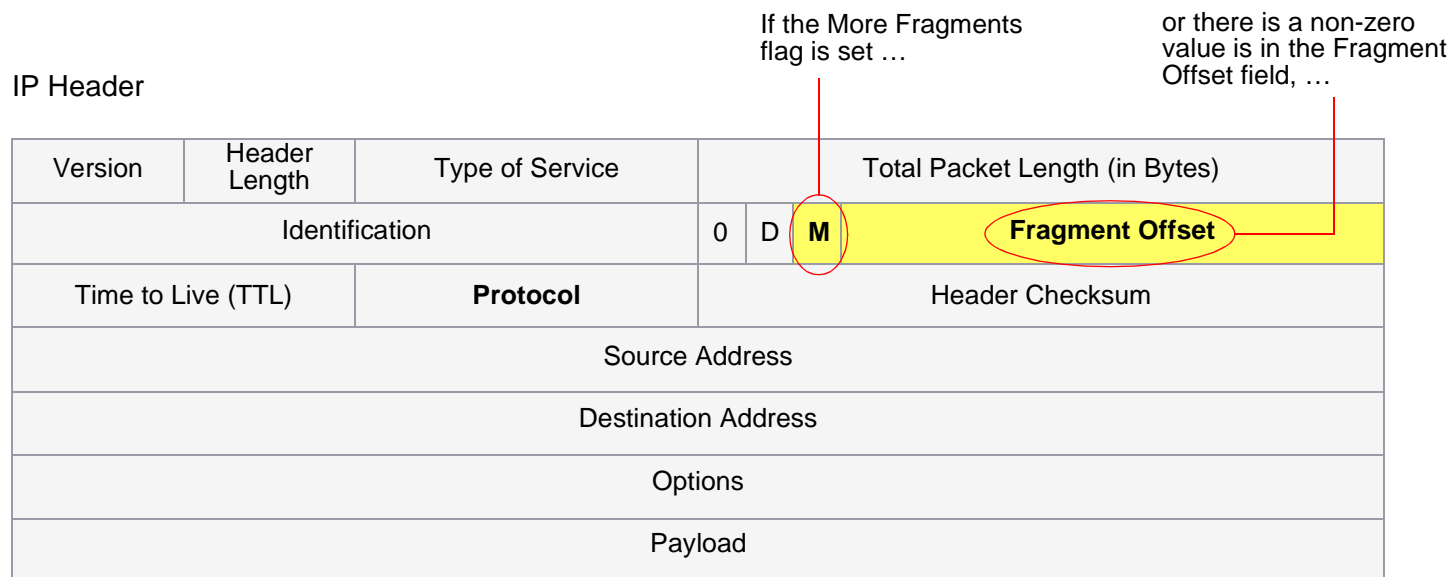 If the More Fragments
flag is set …
or there is a non-zero
value is in the Fragment
Offset field, …
IP Header
Version
Header
Length
Type of Service
Total Packet Length (in Bytes)
Identification
0
D
M
Fragment Offset
Time to Live (TTL)
Protocol
Header Checksum
Source Address
Destination Address
Options
Payload